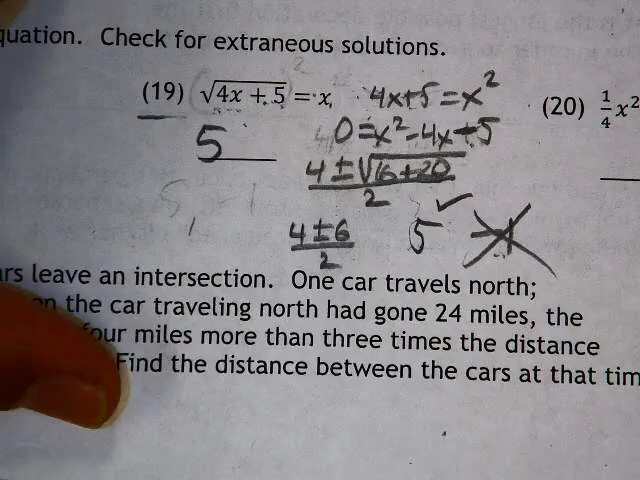 quation. Check for extraneous solutions.
(19) √4x + 5 = x, 4x+5=x²
(20) 1/4 x²
5 0=x²-4x-5
4±√16+20
2
4±6 5 ✓ -1
2
rs leave an intersection. One car travels north;
the car traveling north had gone 24 miles, the
four miles more than three times the distance
Find the distance between the cars at that tim